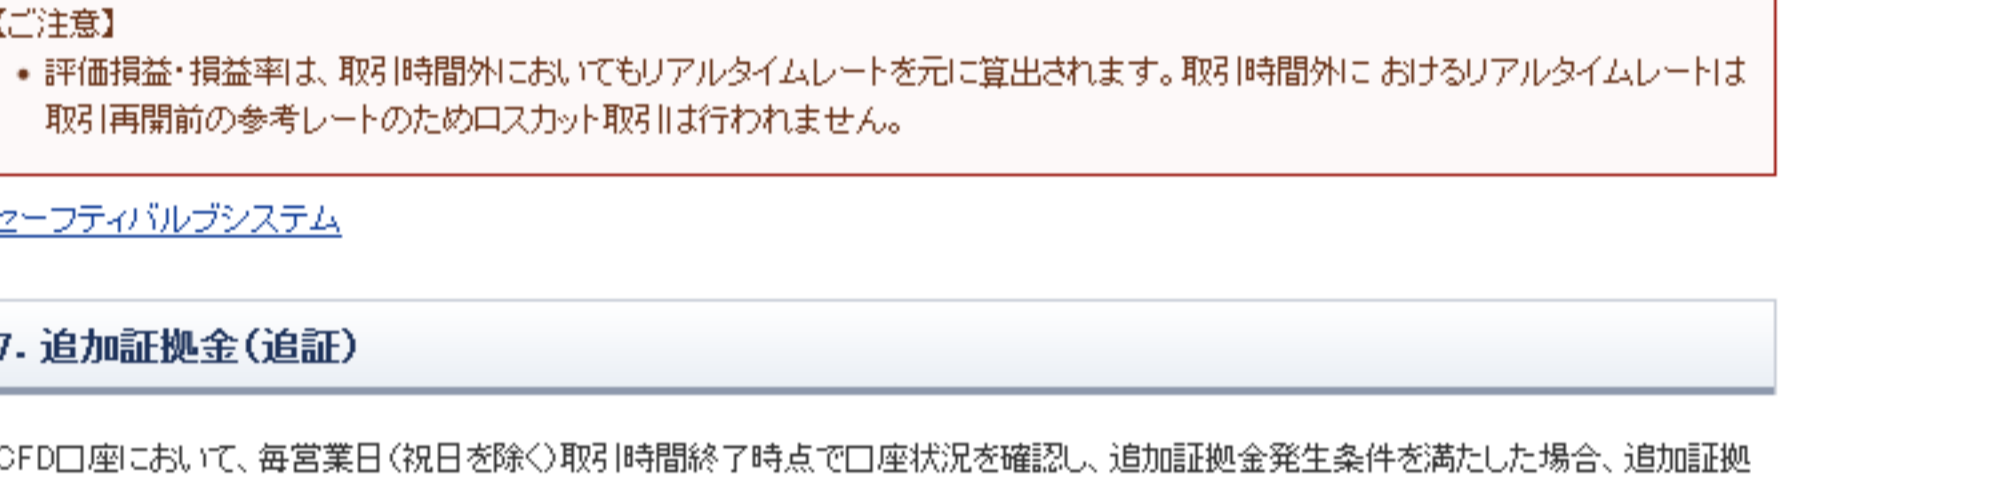 【ご注意】
• 評価損益・損益率は、取引時間外においてもリアルタイムレートを元に算出されます。取引時間外に おけるリアルタイムレートは
取引再開前の参考レートのためロスカット取引は行われません。
セーフティバルブシステム
7. 追加証拠金(追証)
CFD口座において、毎営業日(祝日を除く)取引時間終了時点で口座状況を確認し、追加証拠金発生条件を満たした場合、追加証拠